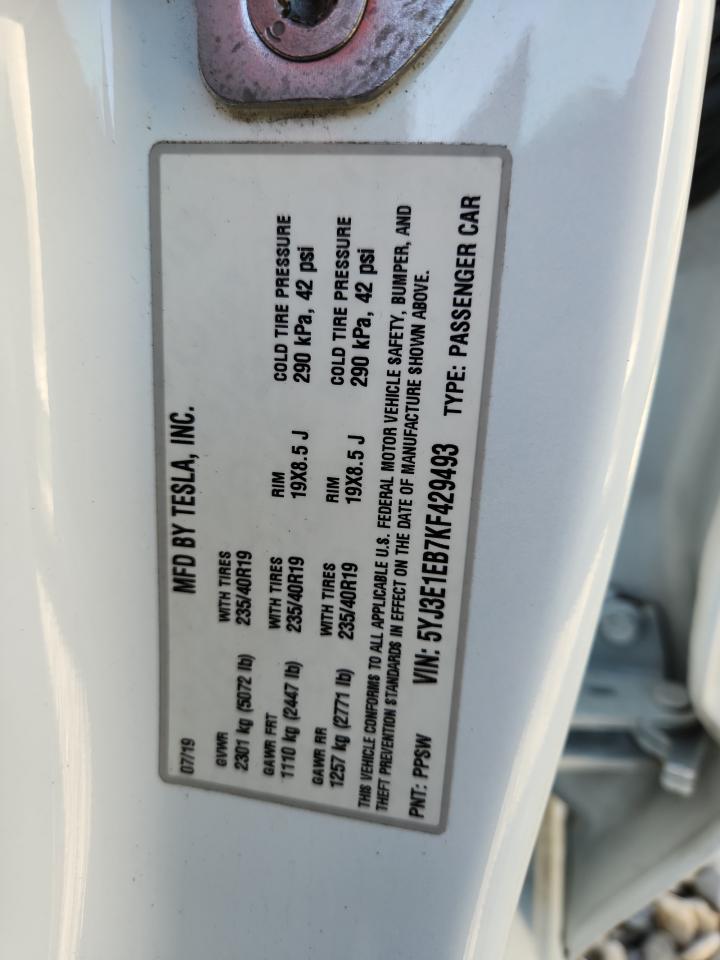 07/19 MFD BY TESLA, INC.
GVWR WITH TIRES
2301 kg (5072 lb) 235/40R19
GAWR FRT WITH TIRES RIM COLD TIRE PRESSURE
1110 kg (2447 lb) 235/40R19 19X8.5 J 290 kPa, 42 psi
GAWR RR WITH TIRES RIM COLD TIRE PRESSURE
1257 kg (2771 lb) 235/40R19 19X8.5 J 290 kPa, 42 psi
THIS VEHICLE CONFORMS TO ALL APPLICABLE U.S. FEDERAL MOTOR VEHICLE SAFETY, BUMPER, AND
THEFT PREVENTION STANDARDS IN EFFECT ON THE DATE OF MANUFACTURE SHOWN ABOVE.
PNT: PPSW VIN: 5YJ3E1EB7KF429493 TYPE: PASSENGER CAR